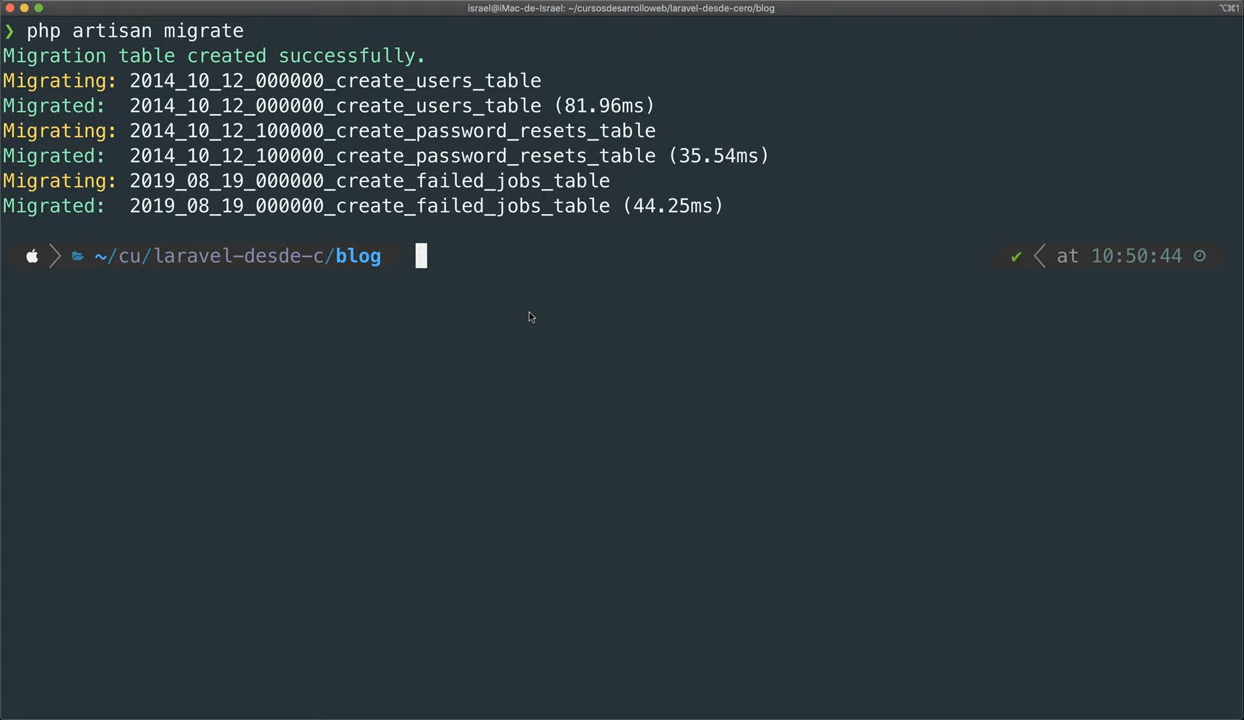 israel@iMac-de-Israel: ~/cursosdesarrolloweb/laravel-desde-cero/blog ⌥⌘1
❯ php artisan migrate
Migration table created successfully.
Migrating: 2014_10_12_000000_create_users_table
Migrated:  2014_10_12_000000_create_users_table (81.96ms)
Migrating: 2014_10_12_100000_create_password_resets_table
Migrated:  2014_10_12_100000_create_password_resets_table (35.54ms)
Migrating: 2019_08_19_000000_create_failed_jobs_table
Migrated:  2019_08_19_000000_create_failed_jobs_table (44.25ms)
~/cu/laravel-desde-c/blog ✔ at 10:50:44